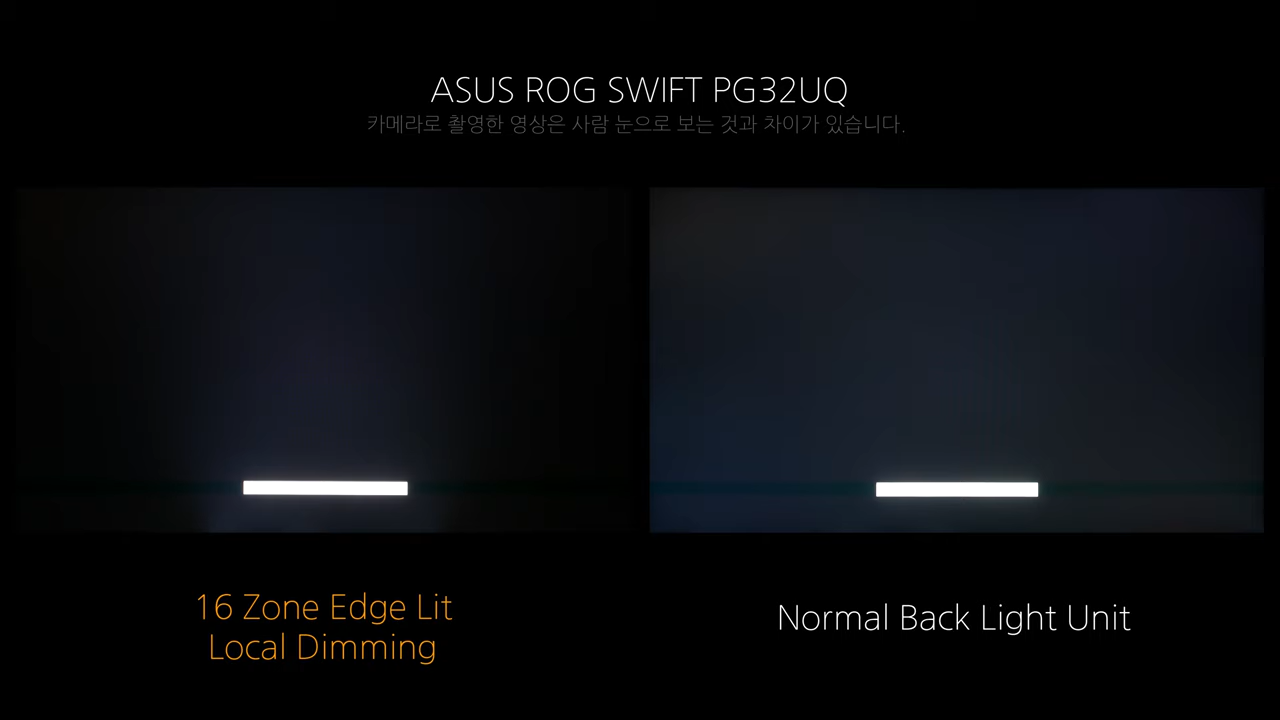 ASUS ROG SWIFT PG32UQ
카메라로 촬영한 영상은 사람 눈으로 보는 것과 차이가 있습니다.
16 Zone Edge Lit
Local Dimming
Normal Back Light Unit